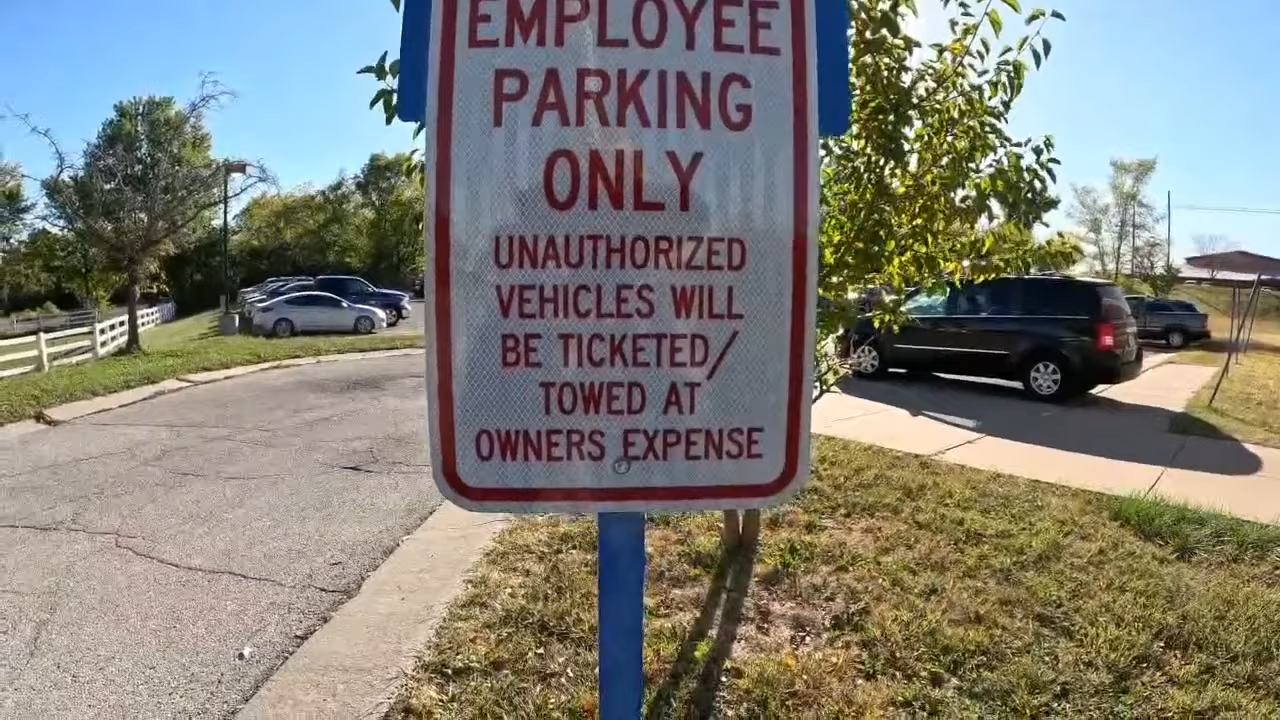 EMPLOYEE
PARKING
ONLY
UNAUTHORIZED
VEHICLES WILL
BE TICKETED/
TOWED AT
OWNERS EXPENSE